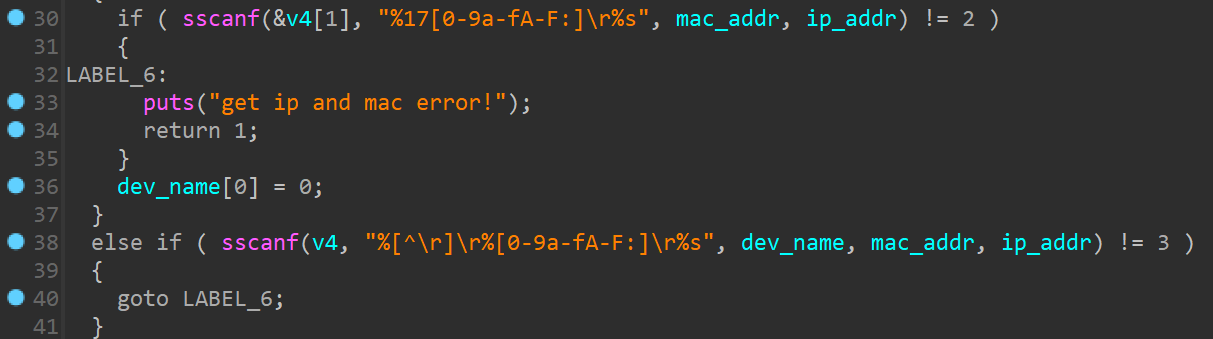 30 if ( sscanf(&v4[1], "%17[0-9a-fA-F:]\r%s", mac_addr, ip_addr) != 2 )
31 {
32 LABEL_6:
33 puts("get ip and mac error!");
34 return 1;
35 }
36 dev_name[0] = 0;
37 }
38 else if ( sscanf(v4, "%[^\r]\r%[0-9a-fA-F:]\r%s", dev_name, mac_addr, ip_addr) != 3 )
39 {
40 goto LABEL_6;
41 }